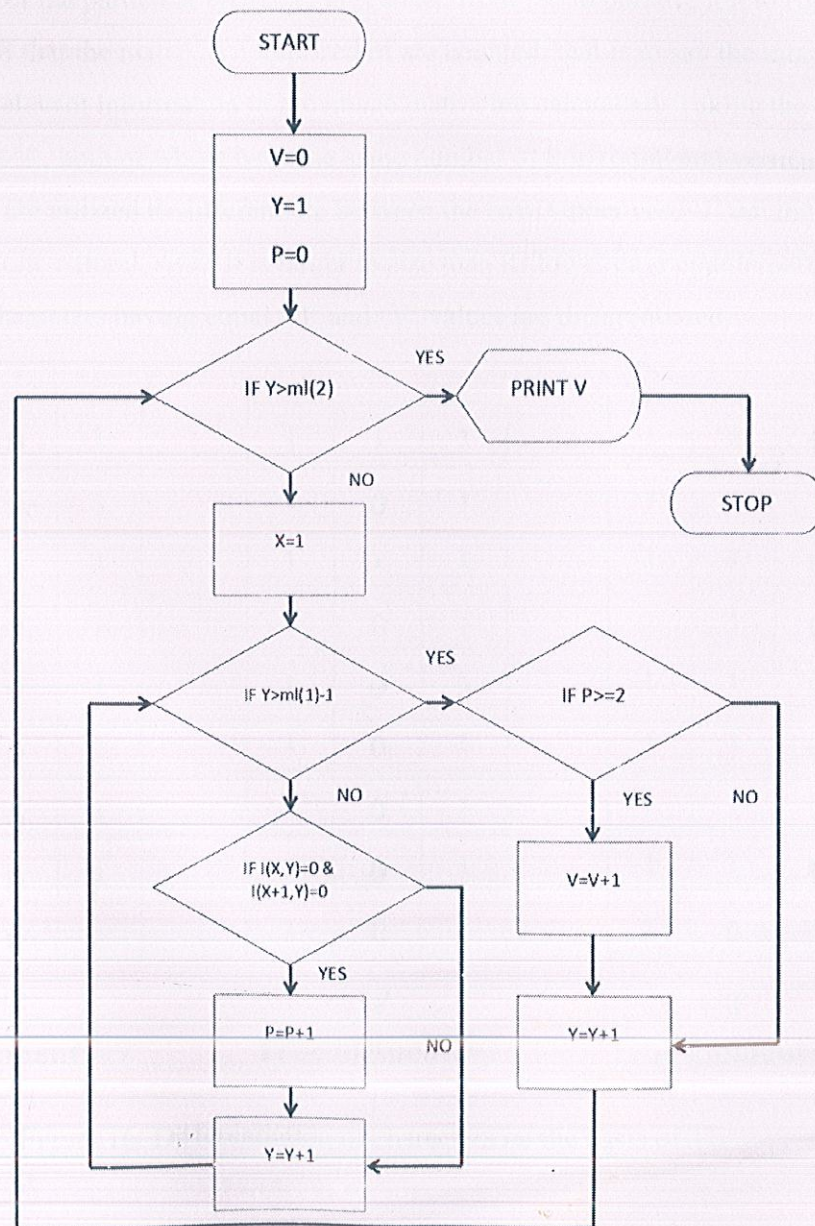 START
V=0
Y=1
P=0
IF Y>ml(2)
YES
PRINT V
NO
STOP
X=1
IF Y>ml(1)-1
YES
IF P>=2
NO
YES
NO
IF I(X,Y)=0 &
I(X+1,Y)=0
V=V+1
YES
P=P+1
NO
Y=Y+1
Y=Y+1